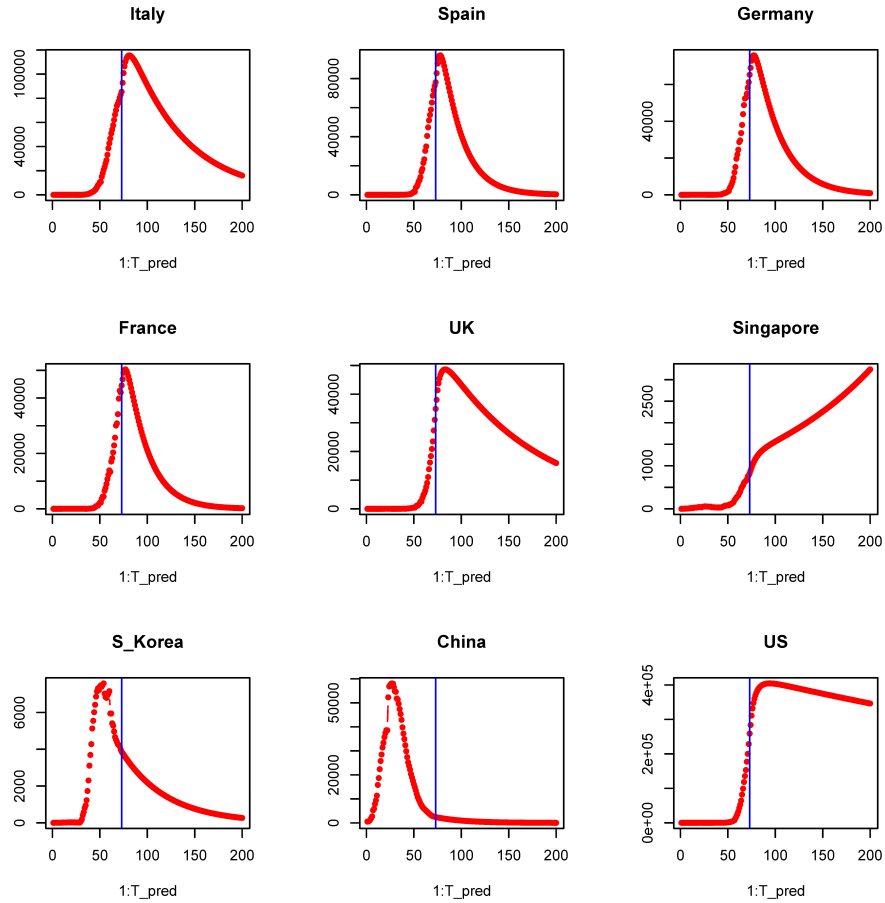 Italy Spain Germany
100000 80000
40000 40000 40000
0 0 0
0 50 100 150 200 0 50 100 150 200 0 50 100 150 200
1:T_pred 1:T_pred 1:T_pred
France UK Singapore
40000 40000 2500
20000 20000 1000
0 0 0
0 50 100 150 200 0 50 100 150 200 0 50 100 150 200
1:T_pred 1:T_pred 1:T_pred
S_Korea China US
6000 50000 4e+05
2000 20000 2e+05
0 0 0e+00
0 50 100 150 200 0 50 100 150 200 0 50 100 150 200
1:T_pred 1:T_pred 1:T_pred